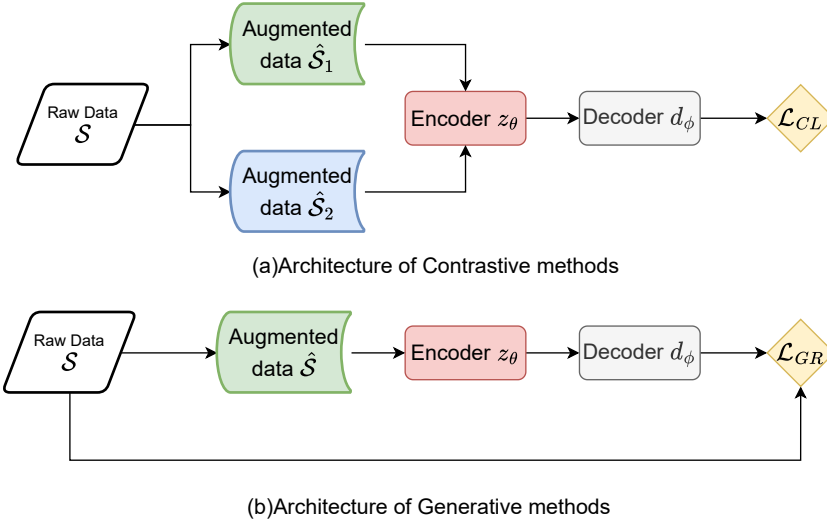 Augmented
data Ŝ₁
Raw Data
S
Encoder z_θ
Decoder d_ϕ
ℒ_CL
Augmented
data Ŝ₂
(a)Architecture of Contrastive methods
Raw Data
S
Augmented
data Ŝ
Encoder z_θ
Decoder d_ϕ
ℒ_GR
(b)Architecture of Generative methods